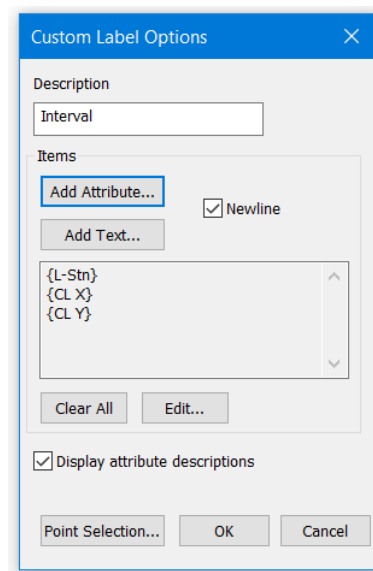 Custom Label Options
Description
Interval
Items
Add Attribute...
Newline
Add Text...
{L-Stn}
{CL X}
{CL Y}
Clear All
Edit...
Display attribute descriptions
Point Selection...
OK
Cancel